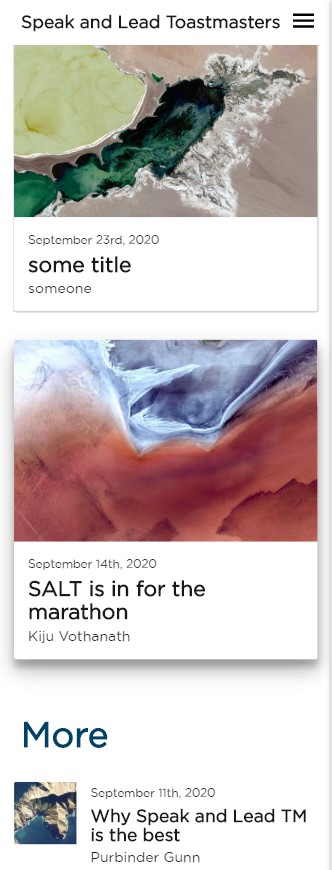 Speak and Lead Toastmasters
September 23rd, 2020
some title
someone
September 14th, 2020
SALT is in for the
marathon
Kiju Vothanath
More
September 11th, 2020
Why Speak and Lead TM
is the best
Purbinder Gunn